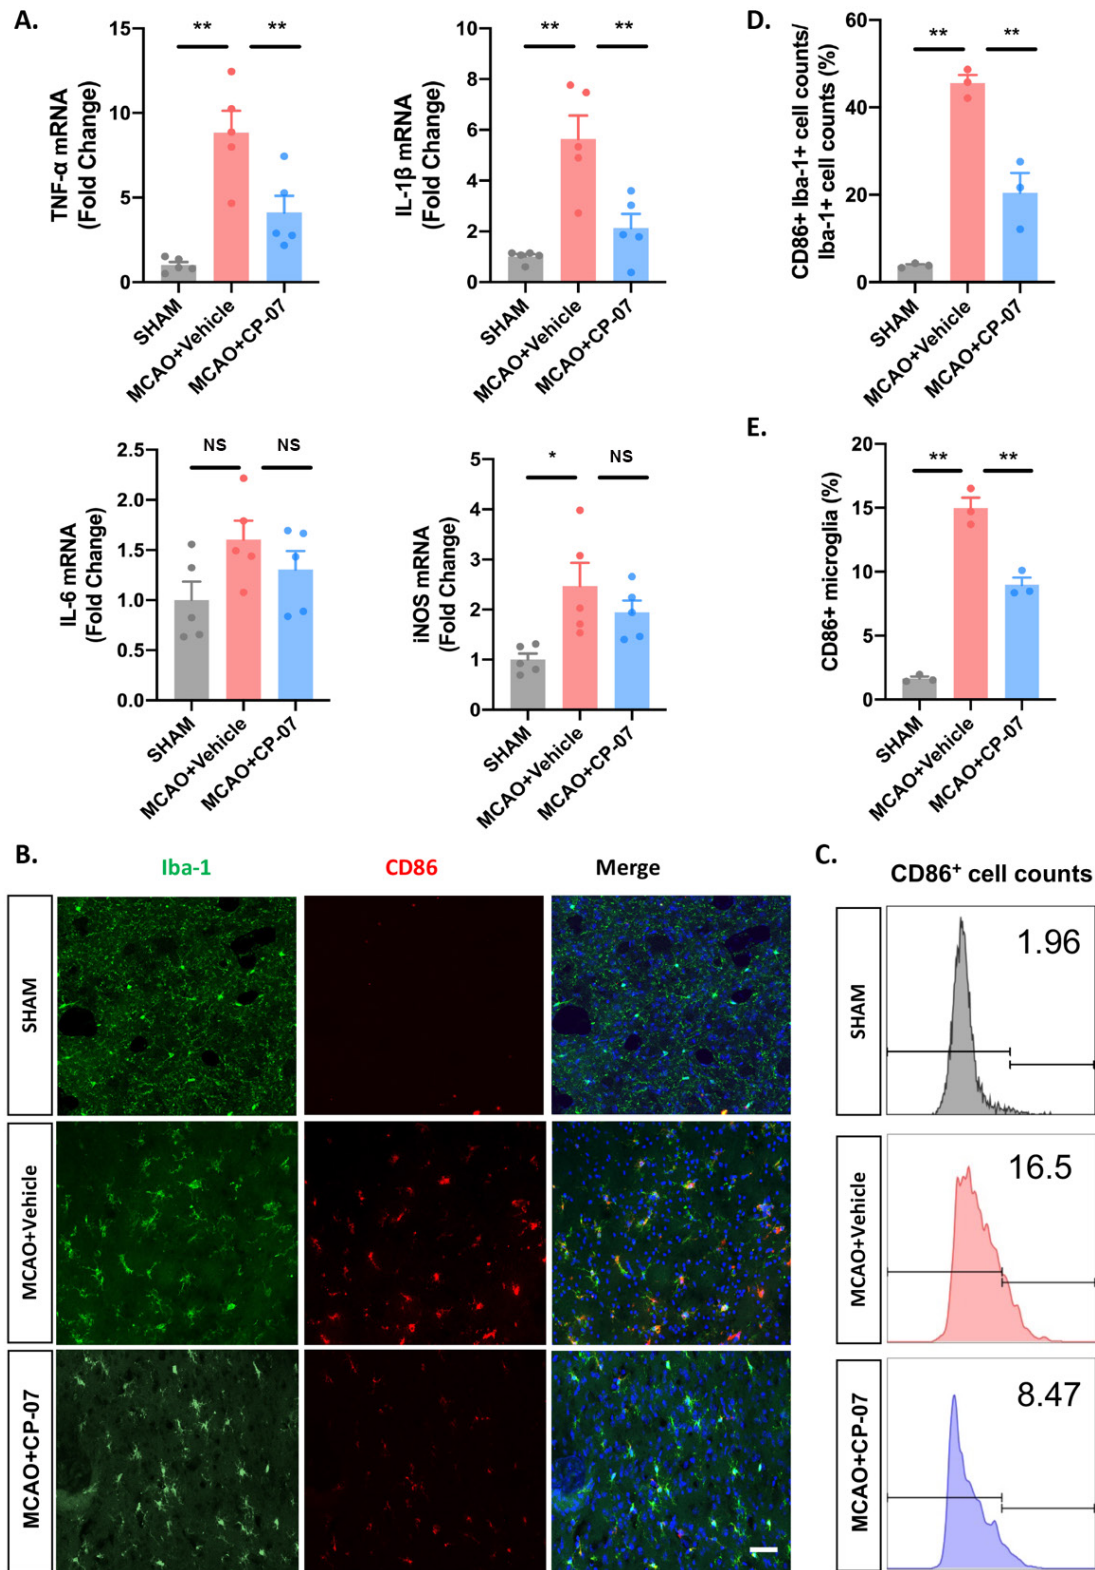 A.
TNF-α mRNA
(Fold Change)
15
10
5
0
**
**
SHAM
MCAO+Vehicle
MCAO+CP-07
IL-1β mRNA
(Fold Change)
10
8
6
4
2
0
**
**
SHAM
MCAO+Vehicle
MCAO+CP-07
D.
CD86+ Iba-1+ cell counts/
Iba-1+ cell counts (%)
60
40
20
0
**
**
SHAM
MCAO+Vehicle
MCAO+CP-07
IL-6 mRNA
(Fold Change)
2.5
2.0
1.5
1.0
0.5
0.0
NS
NS
SHAM
MCAO+Vehicle
MCAO+CP-07
iNOS mRNA
(Fold Change)
5
4
3
2
1
0
*
NS
SHAM
MCAO+Vehicle
MCAO+CP-07
E.
CD86+ microglia (%)
20
15
10
5
0
**
**
SHAM
MCAO+Vehicle
MCAO+CP-07
B.
Iba-1
CD86
Merge
SHAM
MCAO+Vehicle
MCAO+CP-07
C.
CD86⁺ cell counts
SHAM
1.96
MCAO+Vehicle
16.5
MCAO+CP-07
8.47